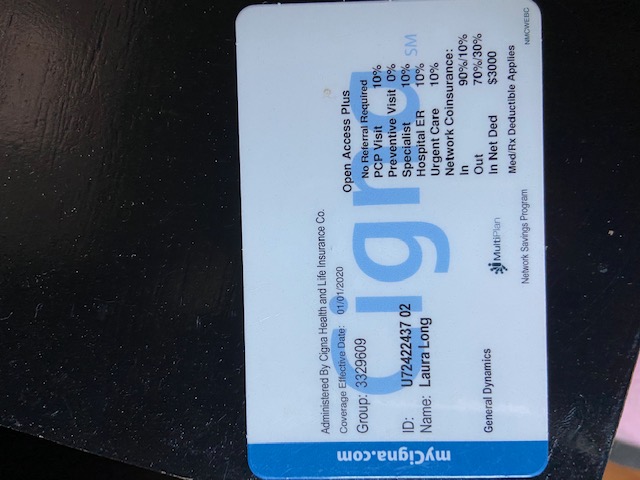 myCigna.com
Cigna
SM
Administered By Cigna Health and Life Insurance Co.
Coverage Effective Date: 01/01/2020
Group: 3329609
ID: U72422437 02
Name: Laura Long
General Dynamics
MultiPlan
Network Savings Program
Open Access Plus
No Referral Required
PCP Visit 10%
Preventive Visit 0%
Specialist 10%
Hospital ER 10%
Urgent Care 10%
Network Coinsurance:
In 90%/10%
Out 70%/30%
In Net Ded $3000
Med/Rx Deductible Applies
NMCWEBC